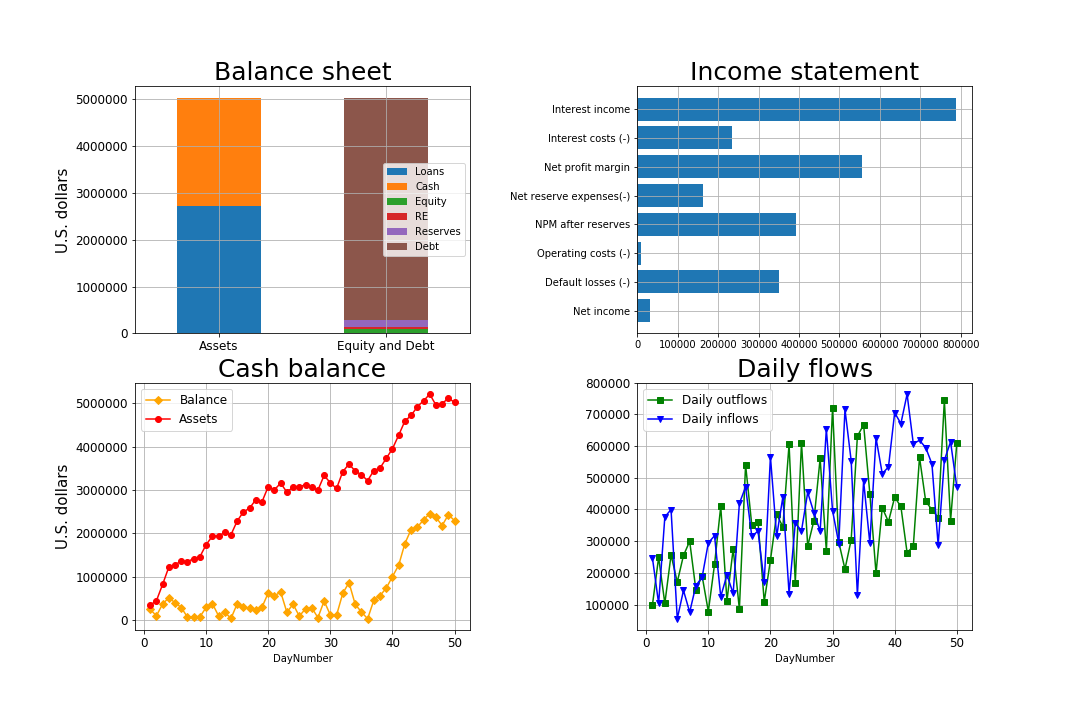 Balance sheet
U.S. dollars
5000000
4000000
3000000
2000000
1000000
0
Loans
Cash
Equity
RE
Reserves
Debt
Assets
Equity and Debt
Income statement
Interest income
Interest costs (-)
Net profit margin
Net reserve expenses(-)
NPM after reserves
Operating costs (-)
Default losses (-)
Net income
0 100000 200000 300000 400000 500000 600000 700000 800000
Cash balance
U.S. dollars
5000000
4000000
3000000
2000000
1000000
0
Balance
Assets
0 10 20 30 40 50
DayNumber
Daily flows
800000
700000
600000
500000
400000
300000
200000
100000
Daily outflows
Daily inflows
0 10 20 30 40 50
DayNumber